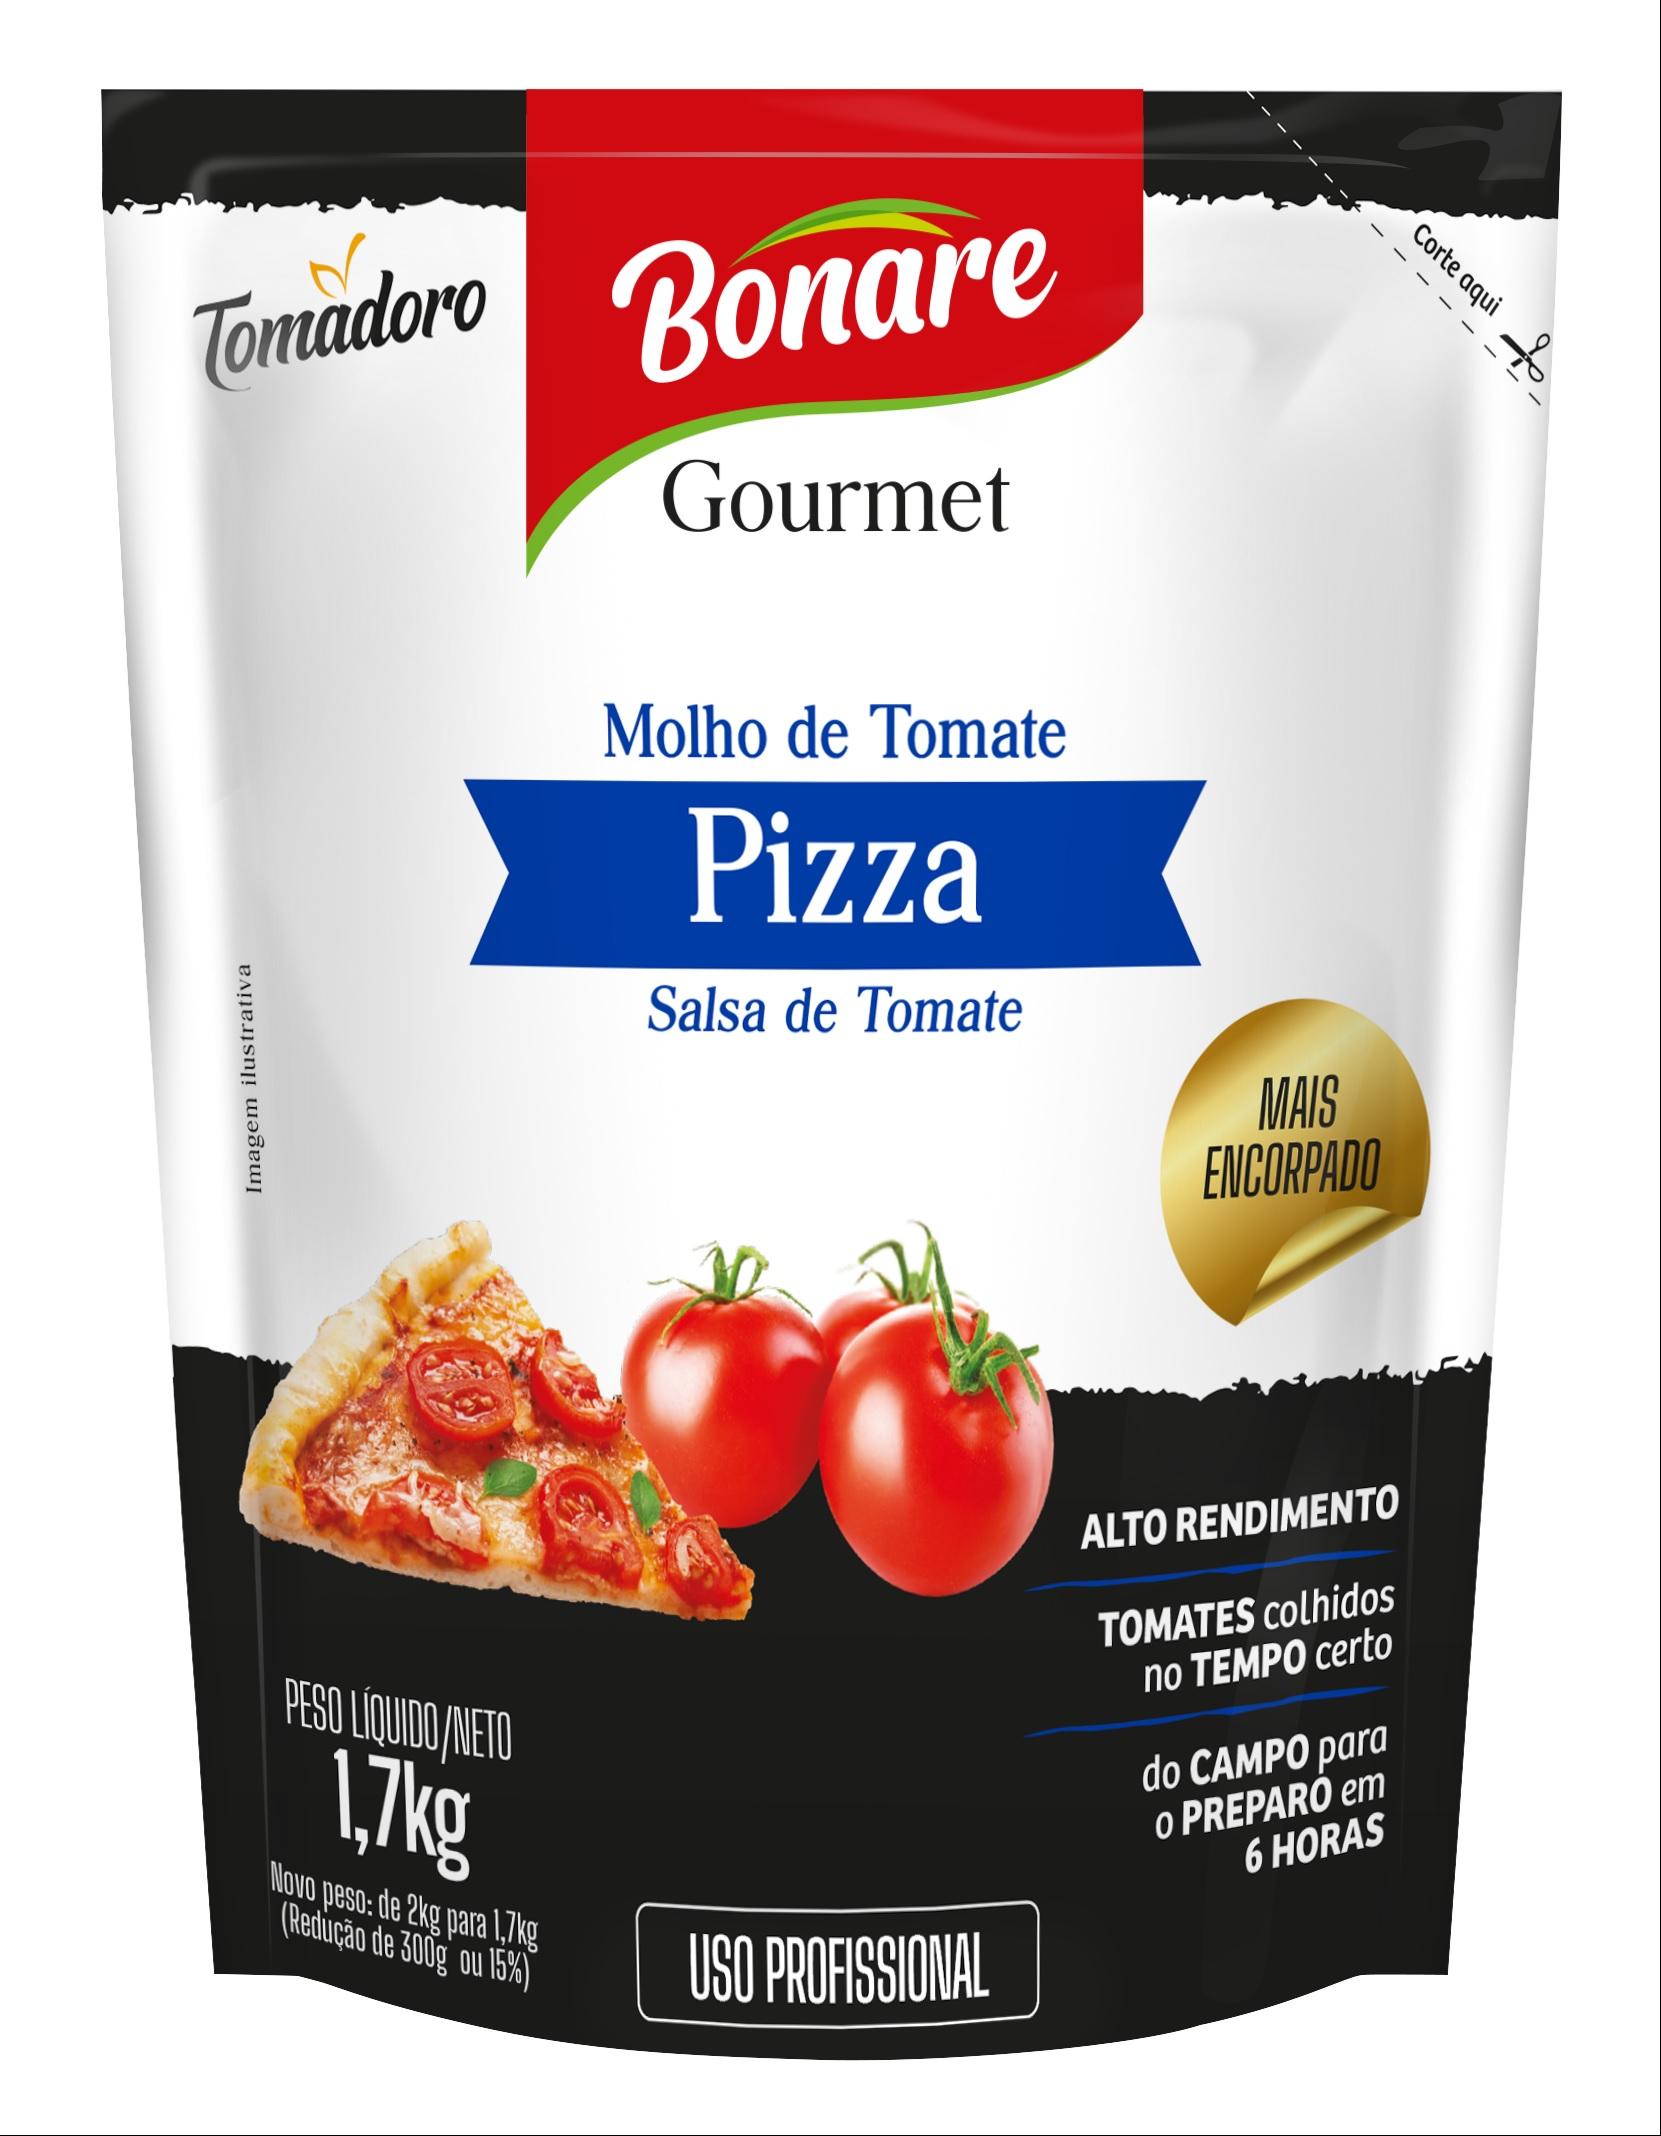 Tomadoro
Bonare
Gourmet
Corte aqui
Molho de Tomate
Pizza
Salsa de Tomate
Imagem ilustrativa
MAIS
ENCORPADO
ALTO RENDIMENTO
TOMATES colhidos
no TEMPO certo
do CAMPO para
o PREPARO em
6 HORAS
PESO LÍQUIDO/NETO
1,7kg
Novo peso: de 2kg para 1,7kg
(Redução de 300g ou 15%)
USO PROFISSIONAL